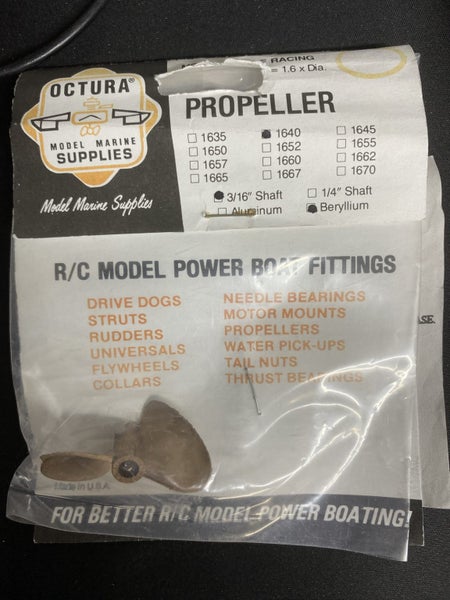 OCTURA®
MODEL MARINE
SUPPLIES
Model Marine Supplies
RACING
= 1.6 x Dia.
PROPELLER
1635 1640 1645
1650 1652 1655
1657 1660 1662
1665 1667 1670
3/16" Shaft 1/4" Shaft
Aluminum Beryllium
R/C MODEL POWER BOAT FITTINGS
DRIVE DOGS
STRUTS
RUDDERS
UNIVERSALS
FLYWHEELS
COLLARS
NEEDLE BEARINGS
MOTOR MOUNTS
PROPELLERS
WATER PICK-UPS
TAIL NUTS
THRUST BEARINGS
Made in U.S.A.
FOR BETTER R/C MODEL POWER BOATING!